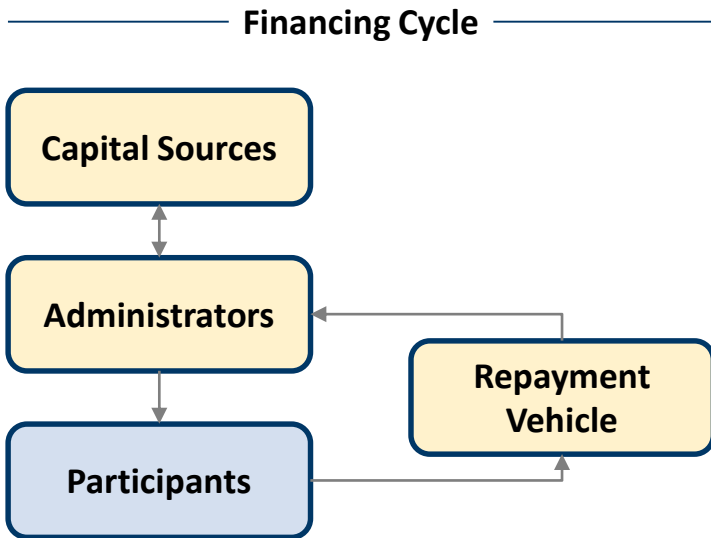 Financing Cycle
Capital Sources
Administrators
Repayment
Vehicle
Participants